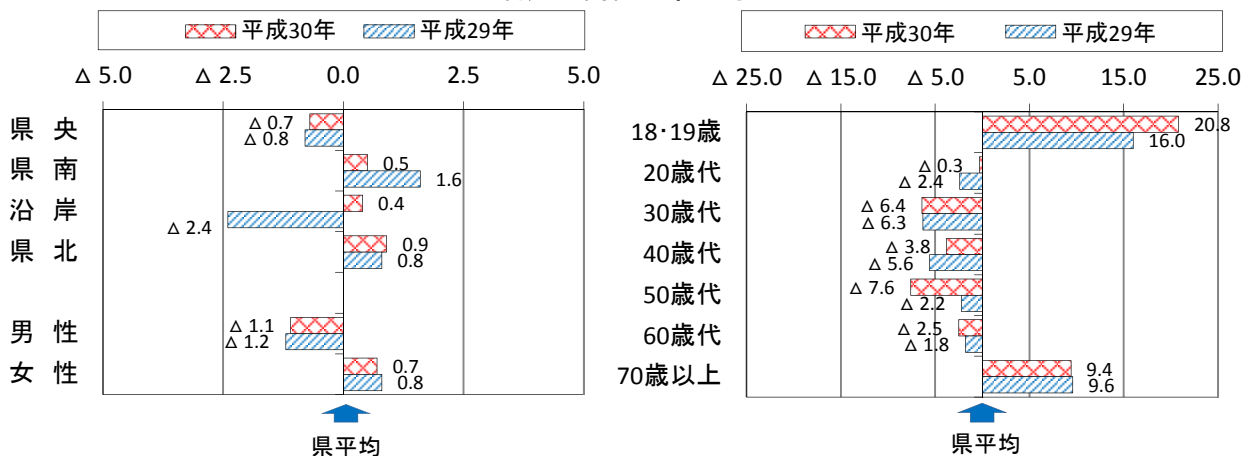 平成30年 平成29年
△ 5.0 △ 2.5 0.0 2.5 5.0
県 央 △ 0.7
△ 0.8
県 南 0.5
1.6
沿 岸 0.4
△ 2.4
県 北 0.9
0.8
男 性 △ 1.1
△ 1.2
女 性 0.7
0.8
県平均
平成30年 平成29年
△ 25.0 △ 15.0 △ 5.0 5.0 15.0 25.0
18･19歳 20.8
16.0
20歳代 △ 0.3
△ 2.4
30歳代 △ 6.4
△ 6.3
40歳代 △ 3.8
△ 5.6
50歳代 △ 7.6
△ 2.2
60歳代 △ 2.5
△ 1.8
70歳以上 9.4
9.6
県平均